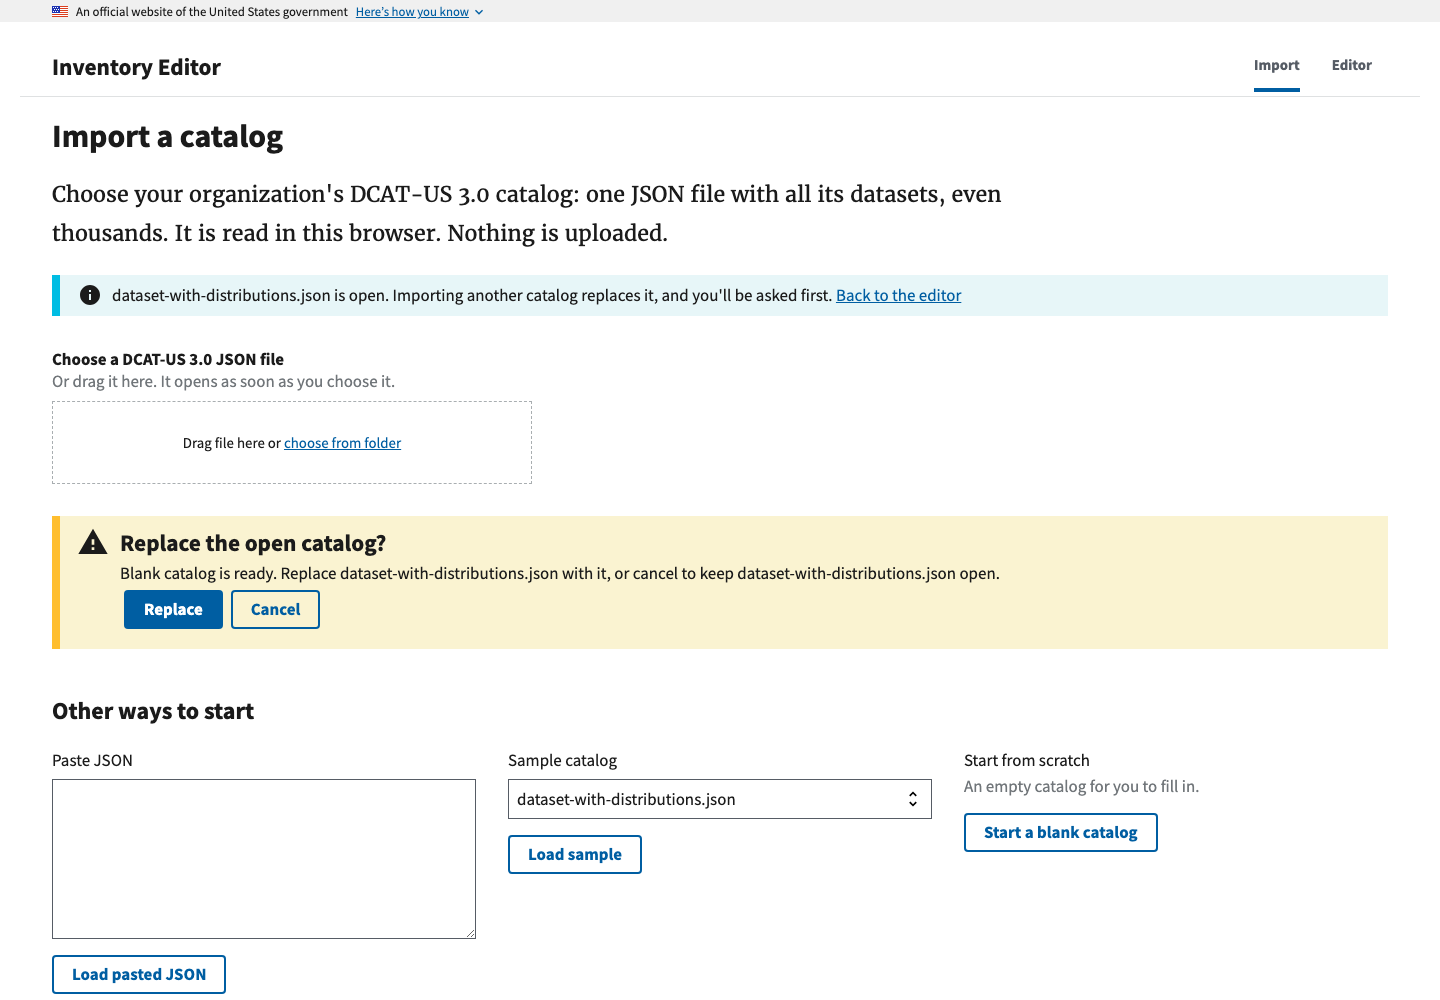 An official website of the United States government Here's how you know
Inventory Editor
Import
Editor
Import a catalog
Choose your organization's DCAT-US 3.0 catalog: one JSON file with all its datasets, even
thousands. It is read in this browser. Nothing is uploaded.
dataset-with-distributions.json is open. Importing another catalog replaces it, and you'll be asked first. Back to the editor
Choose a DCAT-US 3.0 JSON file
Or drag it here. It opens as soon as you choose it.
Drag file here or choose from folder
Replace the open catalog?
Blank catalog is ready. Replace dataset-with-distributions.json with it, or cancel to keep dataset-with-distributions.json open.
Replace
Cancel
Other ways to start
Paste JSON
Load pasted JSON
Sample catalog
dataset-with-distributions.json
Load sample
Start from scratch
An empty catalog for you to fill in.
Start a blank catalog